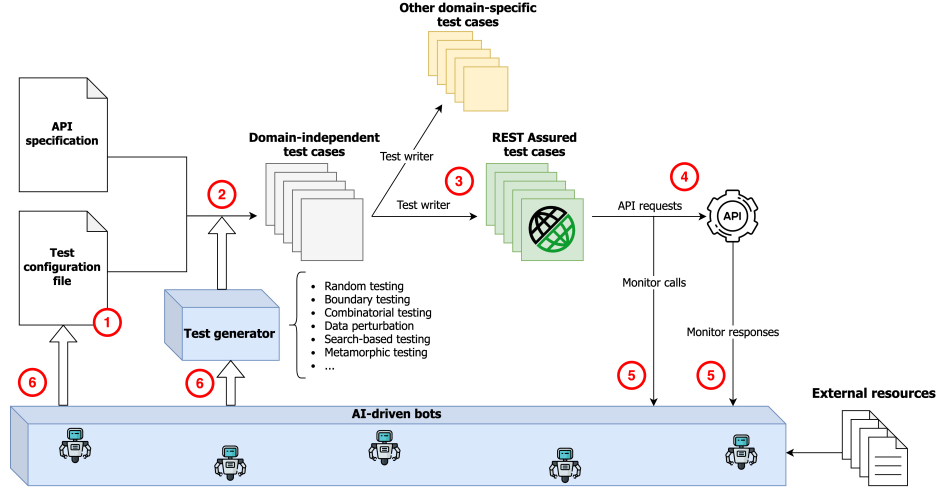 Other domain-specific
test cases
API
specification
Domain-independent
test cases
REST Assured
test cases
Test writer
3
4
2
Test writer
API requests
API
Test
configuration
file
Monitor calls
Random testing
Boundary testing
Combinatorial testing
Data perturbation
Search-based testing
Metamorphic testing
...
1
Test generator
Monitor responses
6
6
5
5
External resources
AI-driven bots